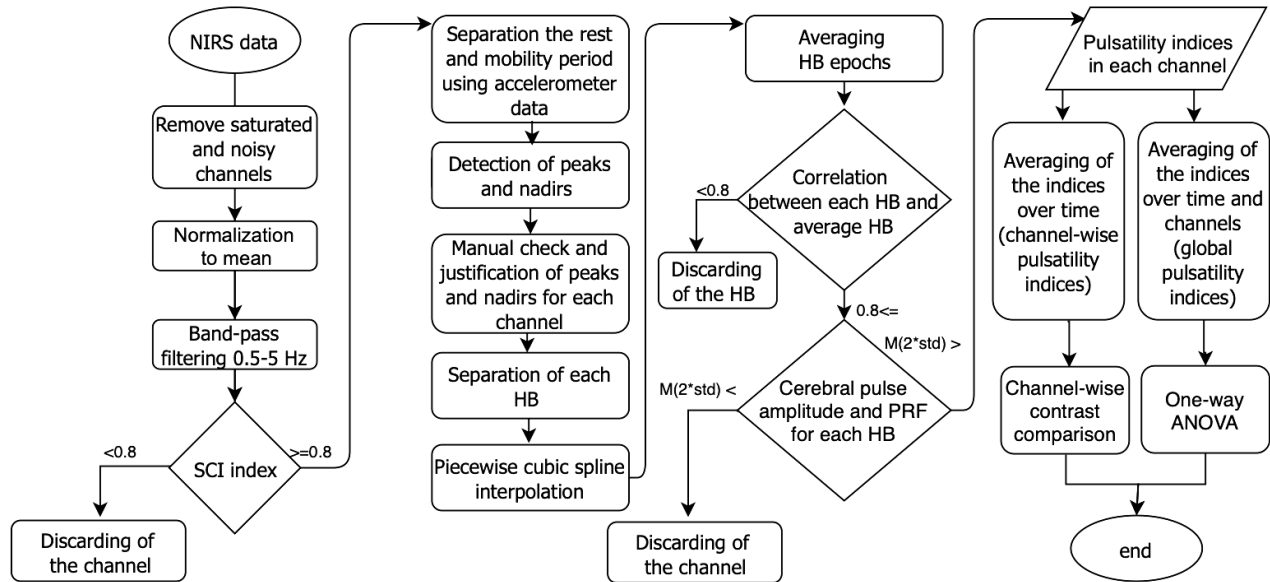 NIRS data
Remove saturated
and noisy
channels
Normalization
to mean
Band-pass
filtering 0.5-5 Hz
<0.8
>=0.8
SCI index
Discarding of
the channel
Separation the rest
and mobility period
using accelerometer
data
Detection of peaks
and nadirs
Manual check and
justification of peaks
and nadirs for each
channel
Separation of each
HB
Piecewise cubic spline
interpolation
Averaging
HB epochs
<0.8
Correlation
between each HB and
average HB
Discarding
of the HB
0.8<=
M(2*std) >
M(2*std) <
Cerebral pulse
amplitude and PRF
for each HB
Discarding of
the channel
Pulsatility indices
in each channel
Averaging of
the indices
over time
(channel-wise
pulsatility
indices)
Averaging of
the indices
over time and
channels
(global
pulsatility
indices)
Channel-wise
contrast
comparison
One-way
ANOVA
end